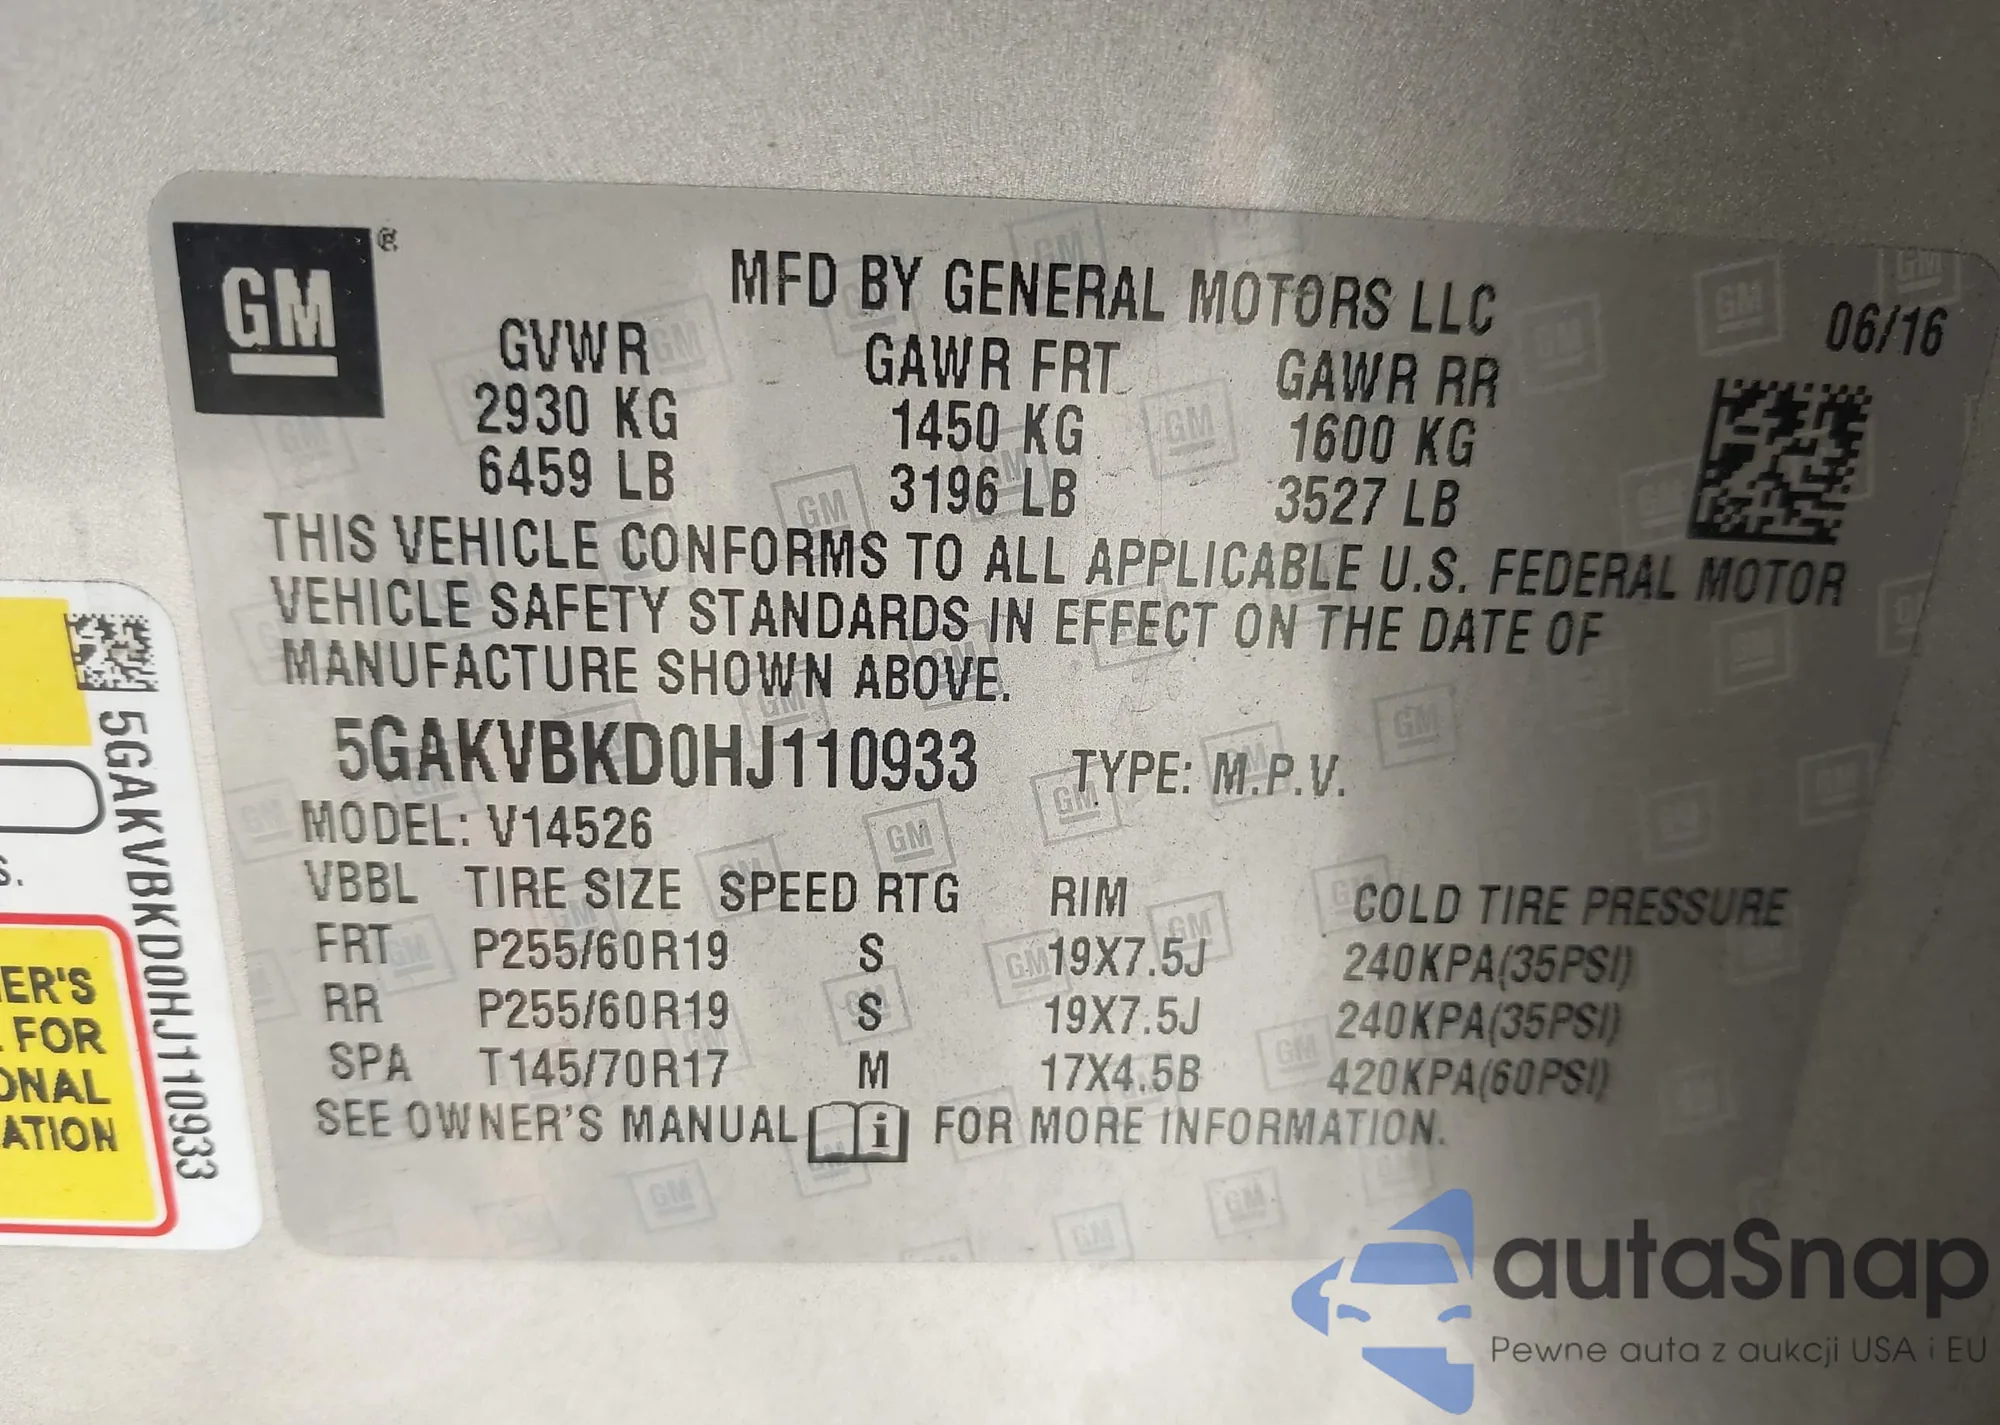 GM ®
MFD BY GENERAL MOTORS LLC
06/16
GVWR GAWR FRT GAWR RR
2930 KG 1450 KG 1600 KG
6459 LB 3196 LB 3527 LB
THIS VEHICLE CONFORMS TO ALL APPLICABLE U.S. FEDERAL MOTOR
VEHICLE SAFETY STANDARDS IN EFFECT ON THE DATE OF
MANUFACTURE SHOWN ABOVE.
5GAKVBKD0HJ110933 TYPE: M.P.V.
MODEL: V14526
VBBL TIRE SIZE SPEED RTG RIM COLD TIRE PRESSURE
FRT P255/60R19 S 19X7.5J 240KPA(35PSI)
RR P255/60R19 S 19X7.5J 240KPA(35PSI)
SPA T145/70R17 M 17X4.5B 420KPA(60PSI)
SEE OWNER'S MANUAL i FOR MORE INFORMATION.
5GAKVBKD0HJ110933
S.
ER'S
FOR
ONAL
ATION
autaSnap
Pewne auta z aukcji USA i EU